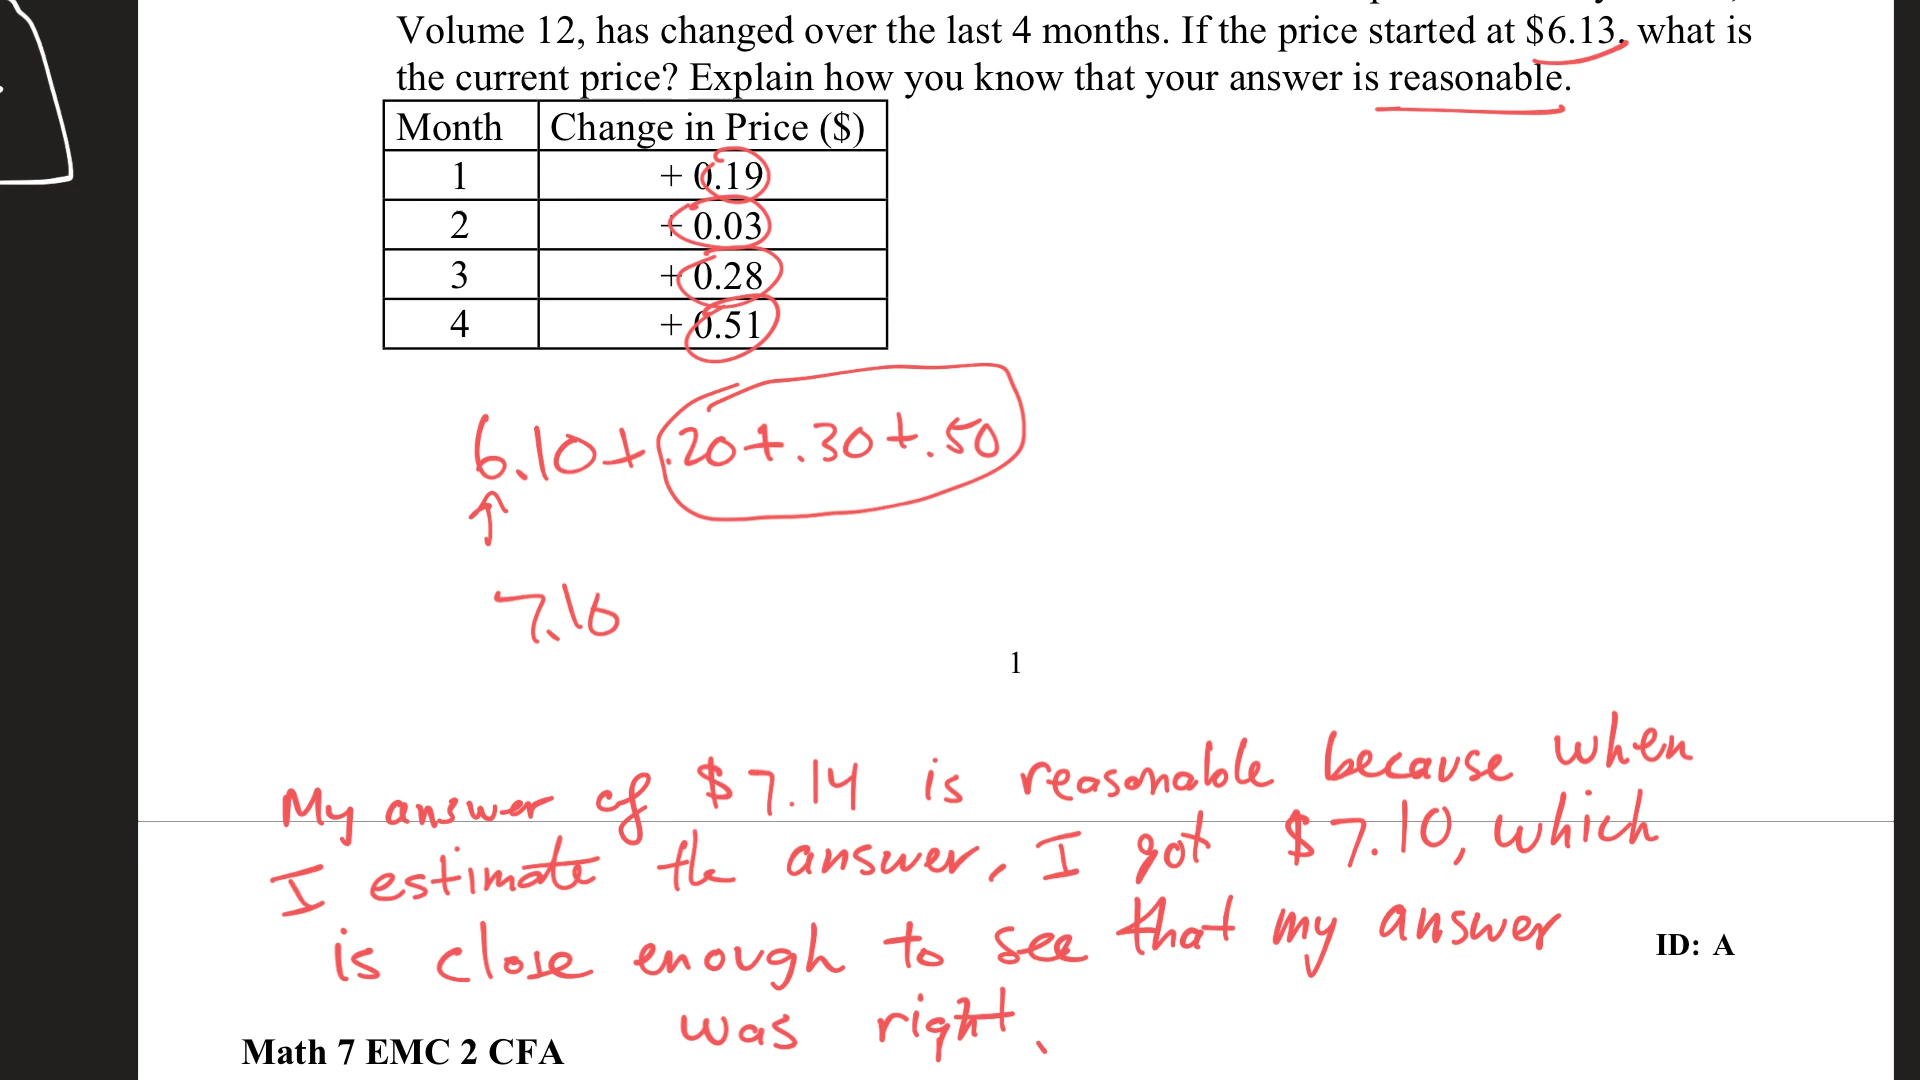 Volume 12, has changed over the last 4 months. If the price started at $6.13, what is
the current price? Explain how you know that your answer is reasonable.
Month Change in Price ($)
1 + 0.19
2 + 0.03
3 + 0.28
4 + 0.51
6.10+.20+.30+.50
7.10
1
My answer of $7.14 is reasonable because when
I estimate the answer, I got $7.10, which
is close enough to see that my answer
was right.
ID: A
Math 7 EMC 2 CFA